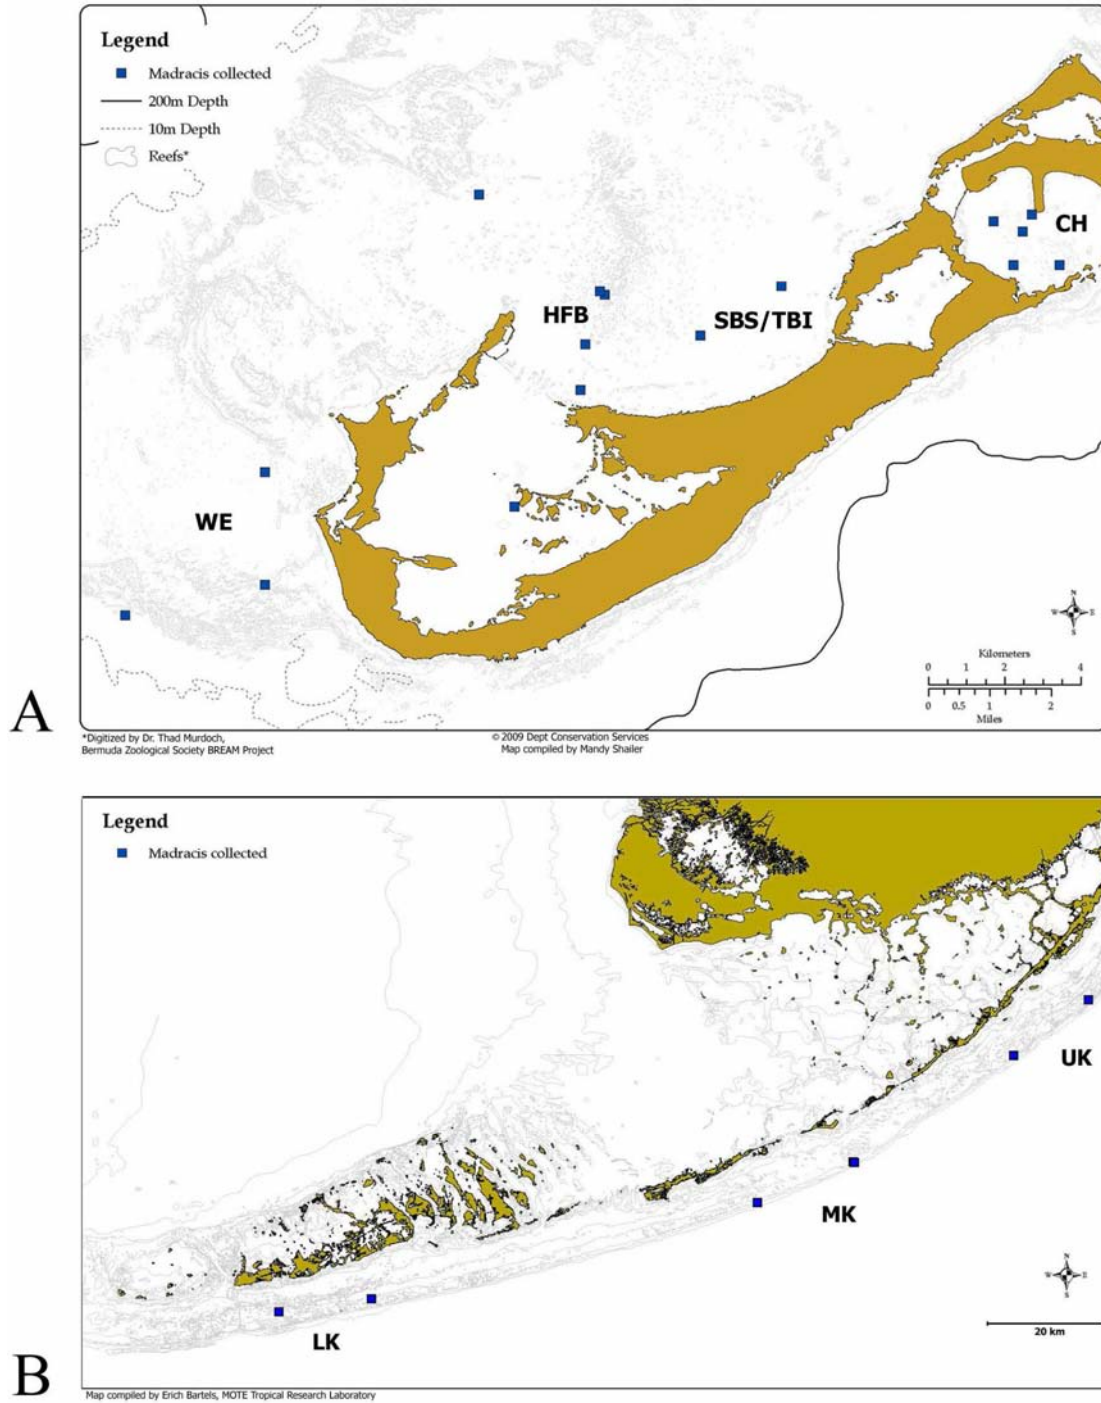 Legend
Madracis collected
200m Depth
10m Depth
Reefs*
CH
HFB
SBS/TBI
WE
N
W E
S
Kilometers
0 1 2 4
0 0.5 1 2
Miles
A
*Digitized by Dr. Thad Murdoch,
Bermuda Zoological Society BREAM Project
© 2009 Dept Conservation Services
Map compiled by Mandy Shailer
Legend
Madracis collected
UK
MK
LK
N
W E
S
20 km
B
Map compiled by Erich Bartels, MOTE Tropical Research Laboratory